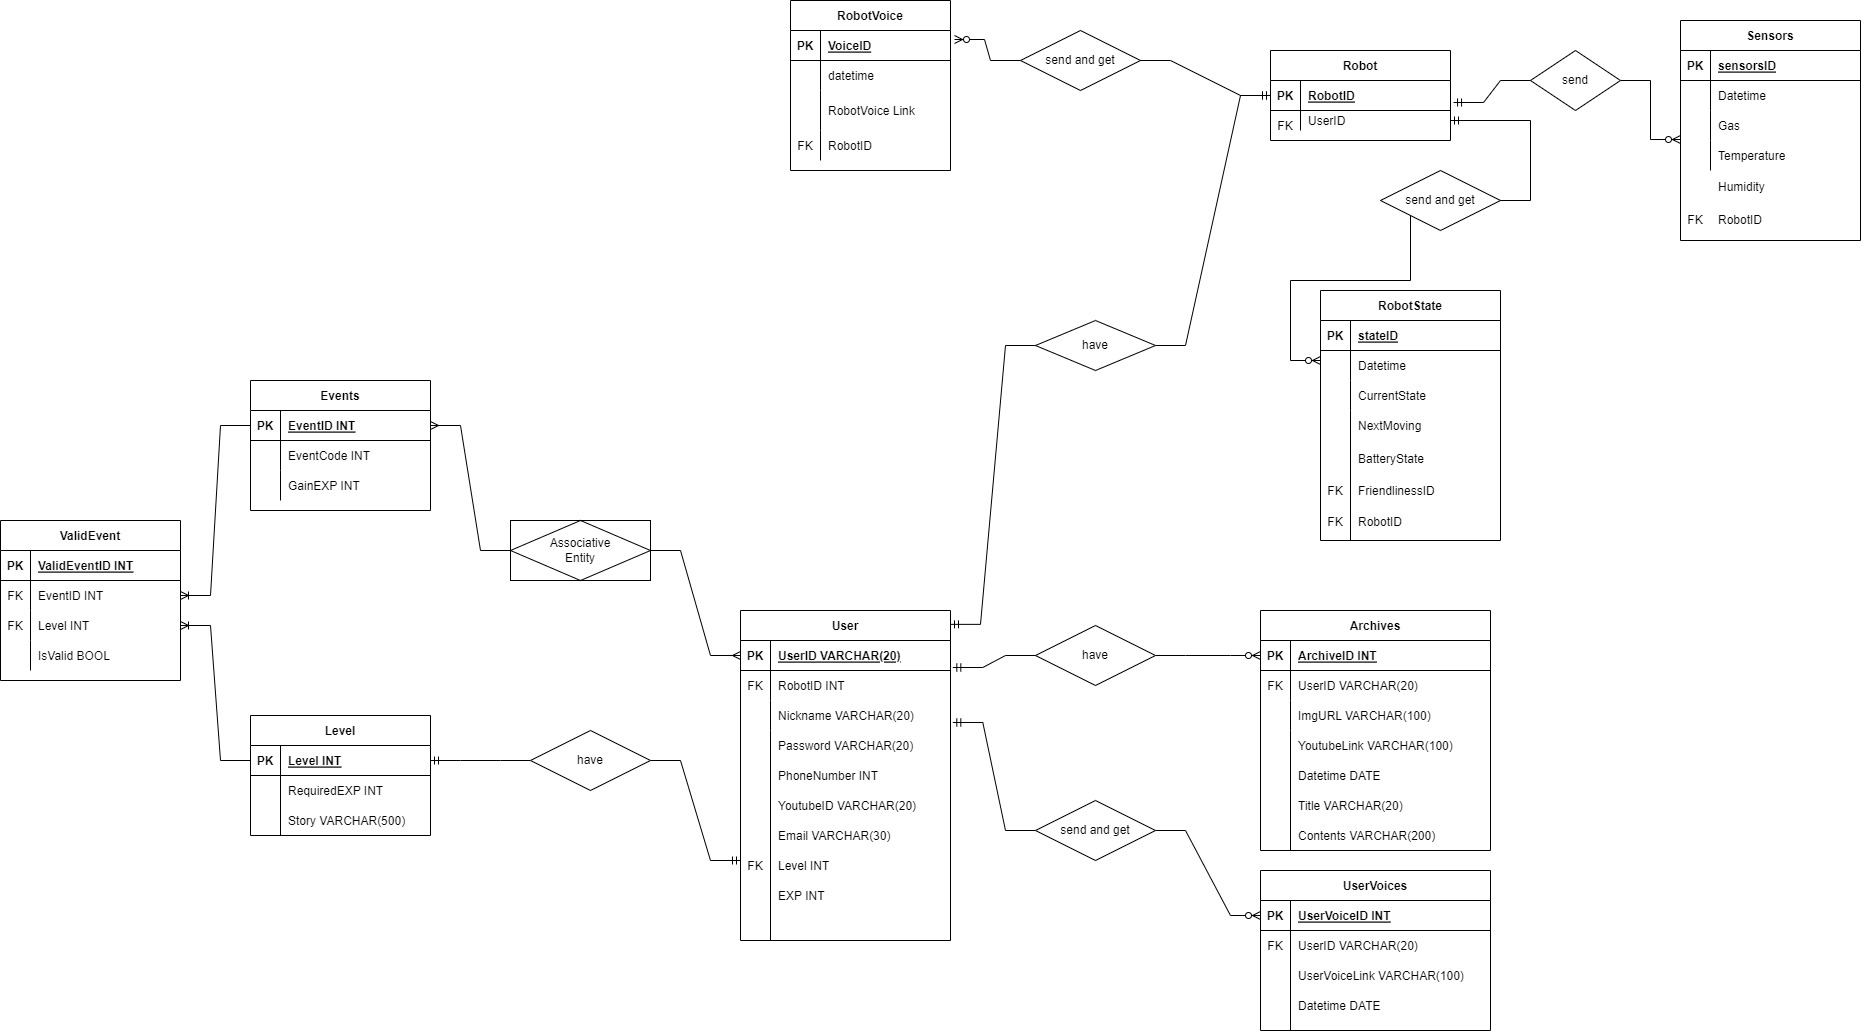 RobotVoice
PK VoiceID
datetime
RobotVoice Link
FK RobotID
send and get
Robot
PK RobotID
FK UserID
send
Sensors
PK sensorsID
Datetime
Gas
Temperature
Humidity
FK RobotID
send and get
RobotState
PK stateID
Datetime
CurrentState
NextMoving
BatteryState
FK FriendlinessID
FK RobotID
have
Events
PK EventID INT
EventCode INT
GainEXP INT
ValidEvent
PK ValidEventID INT
FK EventID INT
FK Level INT
IsValid BOOL
Associative
Entity
Level
PK Level INT
RequiredEXP INT
Story VARCHAR(500)
have
User
PK UserID VARCHAR(20)
FK RobotID INT
Nickname VARCHAR(20)
Password VARCHAR(20)
PhoneNumber INT
YoutubeID VARCHAR(20)
Email VARCHAR(30)
FK Level INT
EXP INT
have
Archives
PK ArchiveID INT
FK UserID VARCHAR(20)
ImgURL VARCHAR(100)
YoutubeLink VARCHAR(100)
Datetime DATE
Title VARCHAR(20)
Contents VARCHAR(200)
send and get
UserVoices
PK UserVoiceID INT
FK UserID VARCHAR(20)
UserVoiceLink VARCHAR(100)
Datetime DATE